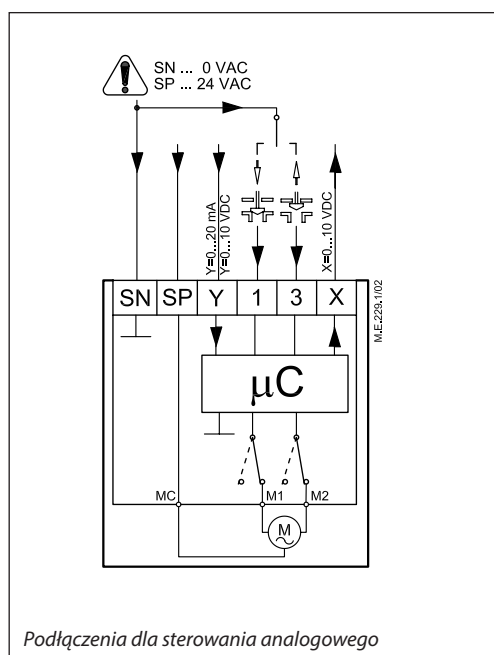 SN ... 0 VAC
SP ... 24 VAC
Y=0...20 mA
Y=0...10 VDC
X=0...10 VDC
SN SP Y 1 3 X
M.E.229.1/02
µC
MC M1 M2
M
Podłączenia dla sterowania analogowego